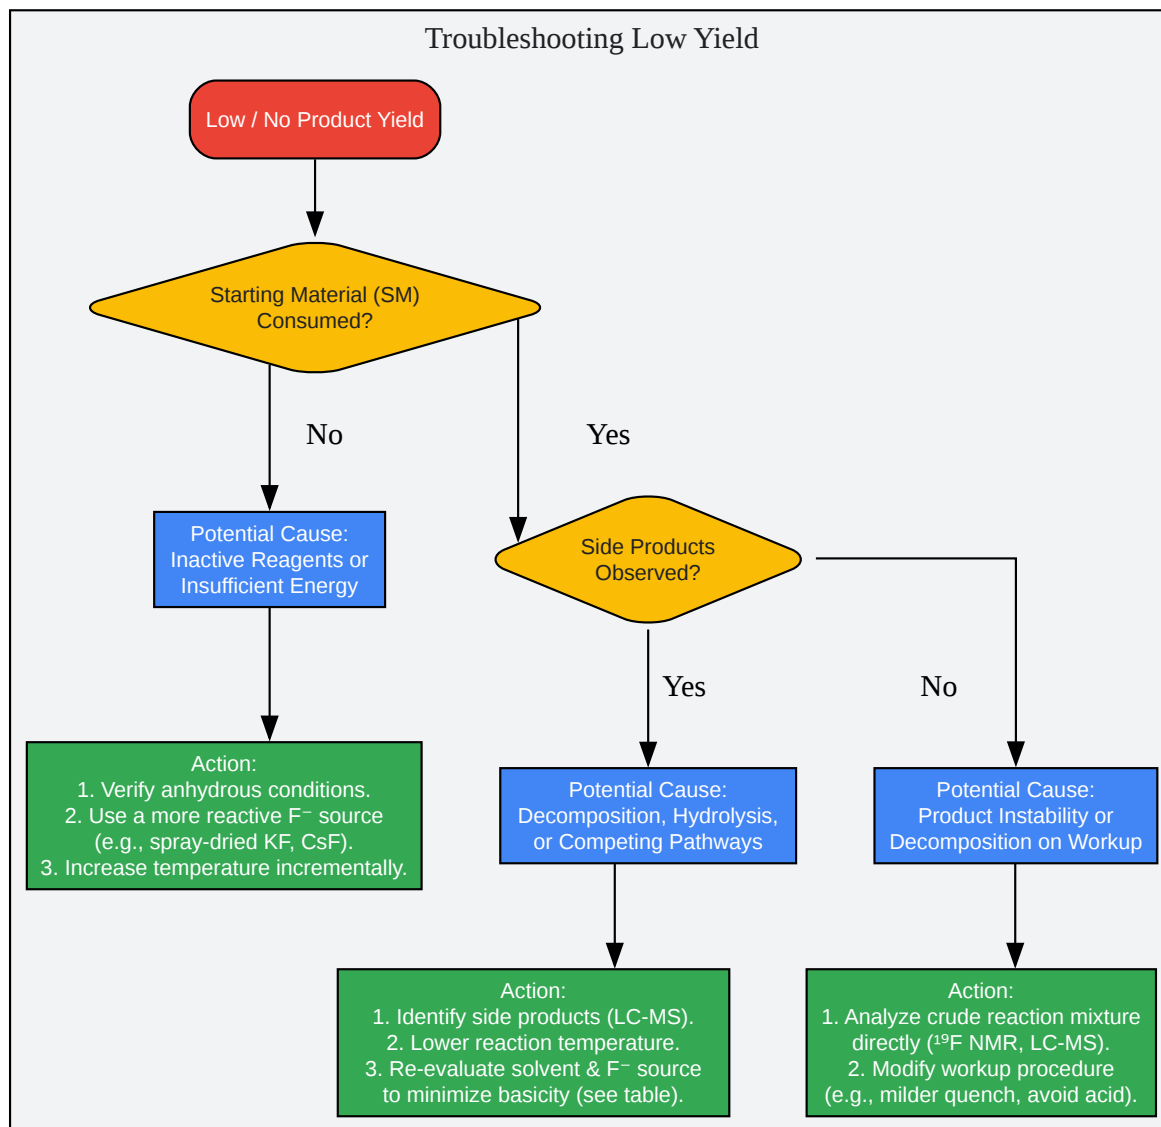 Troubleshooting Low Yield
Low / No Product Yield
Starting Material (SM)
Consumed?
No
Yes
Potential Cause:
Inactive Reagents or
Insufficient Energy
Side Products
Observed?
Yes
No
Action:
1. Verify anhydrous conditions.
2. Use a more reactive F⁻ source
(e.g., spray-dried KF, CsF).
3. Increase temperature incrementally.
Potential Cause:
Decomposition, Hydrolysis,
or Competing Pathways
Potential Cause:
Product Instability or
Decomposition on Workup
Action:
1. Identify side products (LC-MS).
2. Lower reaction temperature.
3. Re-evaluate solvent & F⁻ source
to minimize basicity (see table).
Action:
1. Analyze crude reaction mixture
directly (¹⁹F NMR, LC-MS).
2. Modify workup procedure
(e.g., milder quench, avoid acid).